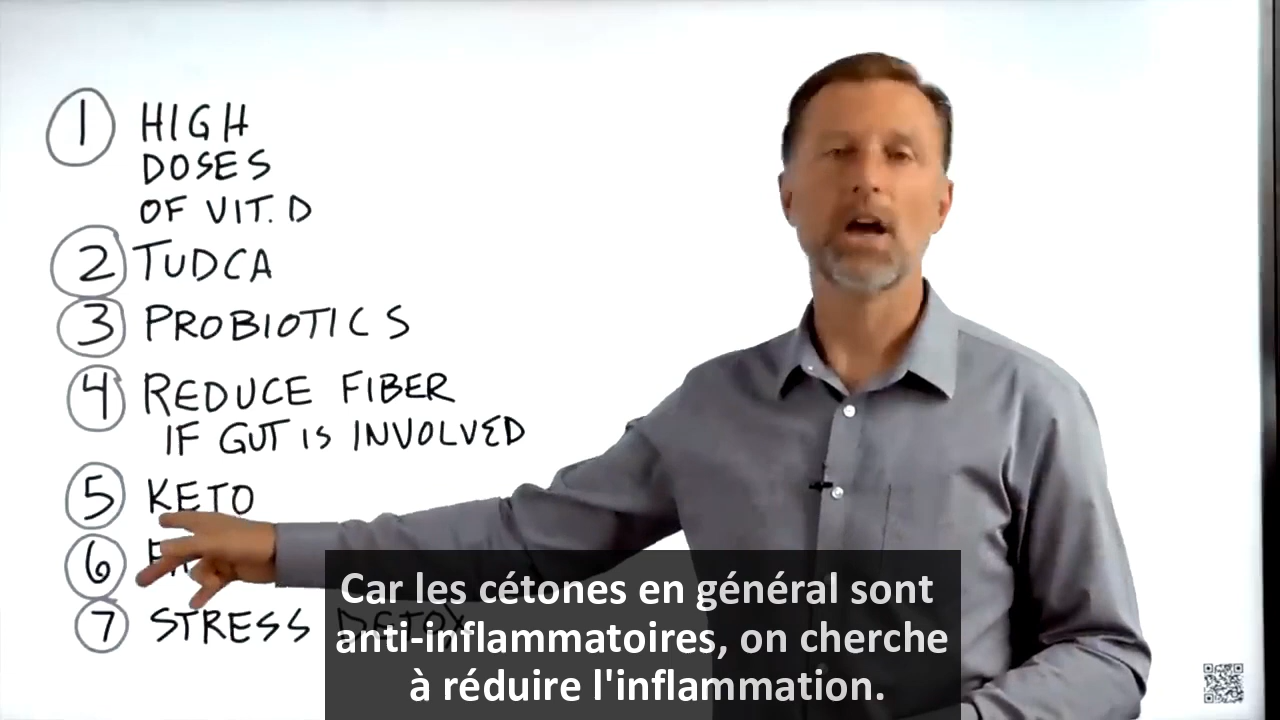 1 HIGH
DOSES
OF VIT. D
2 TUDCA
3 PROBIOTICS
4 REDUCE FIBER
IF GUT IS INVOLVED
5 KETO
6
7 STRESS DETOX
Car les cétones en général sont
anti-inflammatoires, on cherche
à réduire l'inflammation.